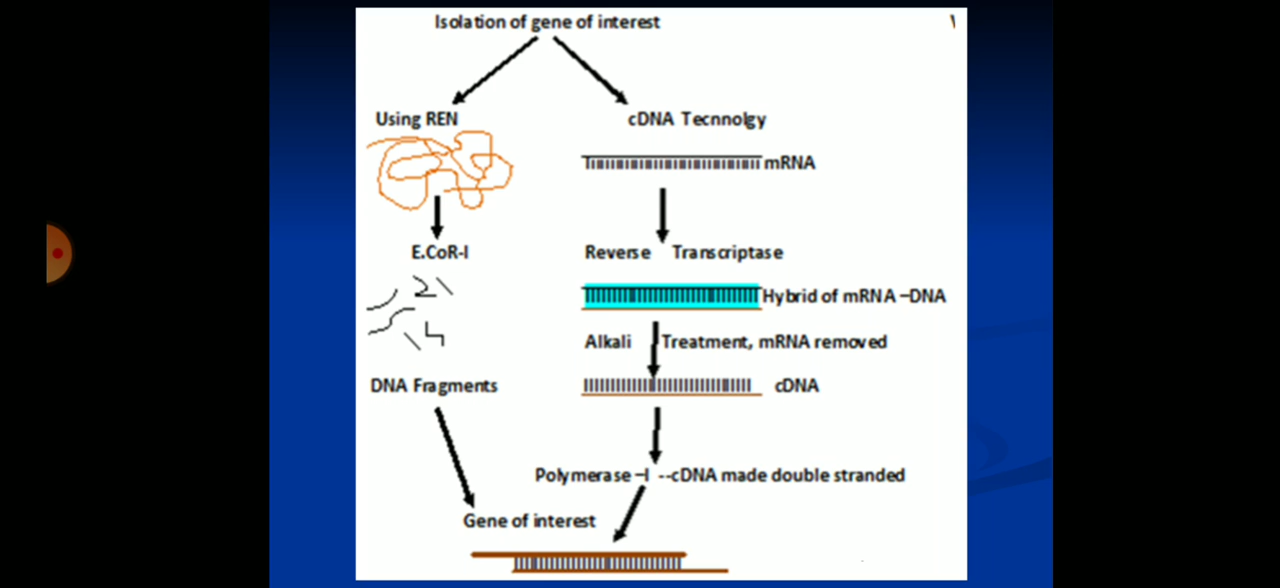 Isolation of gene of interest
Using REN
cDNA Tecnnolgy
mRNA
E.CoR-I
Reverse Transcriptase
Hybrid of mRNA –DNA
Alkali Treatment, mRNA removed
DNA Fragments
cDNA
Polymerase –I --cDNA made double stranded
Gene of interest